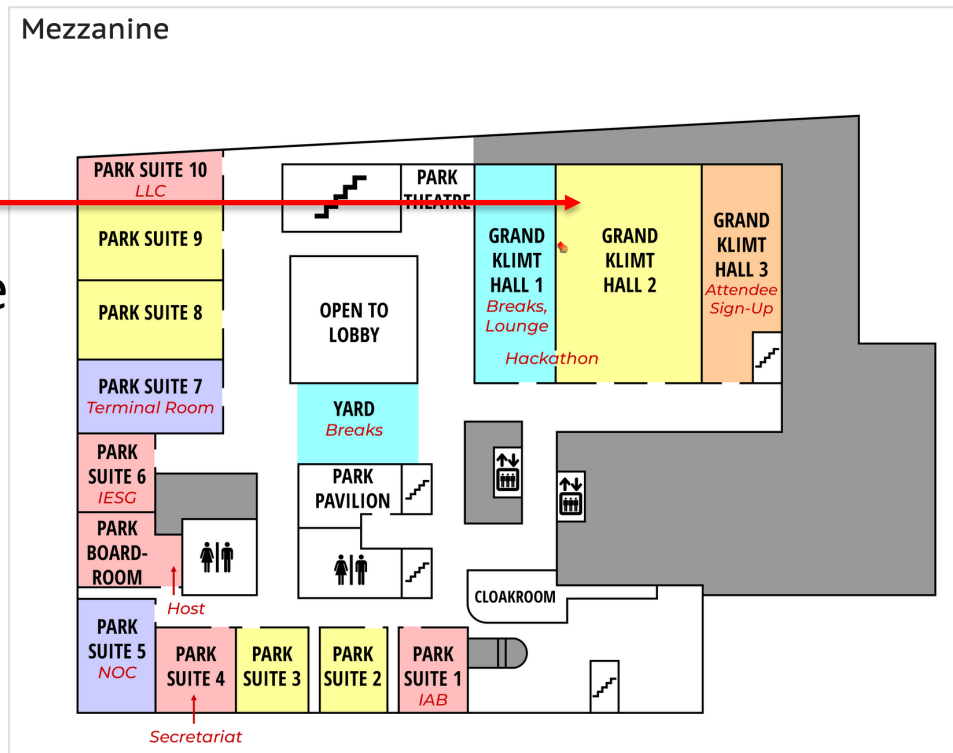 Mezzanine
PARK SUITE 10
LLC
PARK
THEATRE
PARK SUITE 9
GRAND
KLIMT
HALL 1
Breaks,
Lounge
GRAND
KLIMT
HALL 2
GRAND
KLIMT
HALL 3
Attendee
Sign-Up
Hackathon
e
PARK SUITE 8
OPEN TO
LOBBY
PARK SUITE 7
Terminal Room
YARD
Breaks
PARK
SUITE 6
IESG
PARK
PAVILION
PARK
BOARD-
ROOM
Host
CLOAKROOM
PARK
SUITE 5
NOC
PARK
SUITE 4
PARK
SUITE 3
PARK
SUITE 2
PARK
SUITE 1
IAB
Secretariat